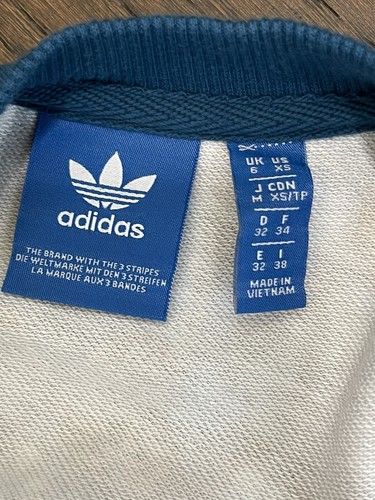 adidas
THE BRAND WITH THE 3 STRIPES
DIE WELTMARKE MIT DEN 3 STREIFEN
LA MARQUE AUX 3 BANDES
UK US
6 XS
J CDN
M XS/TP
D F
32 34
E I
32 38
MADE IN
VIETNAM